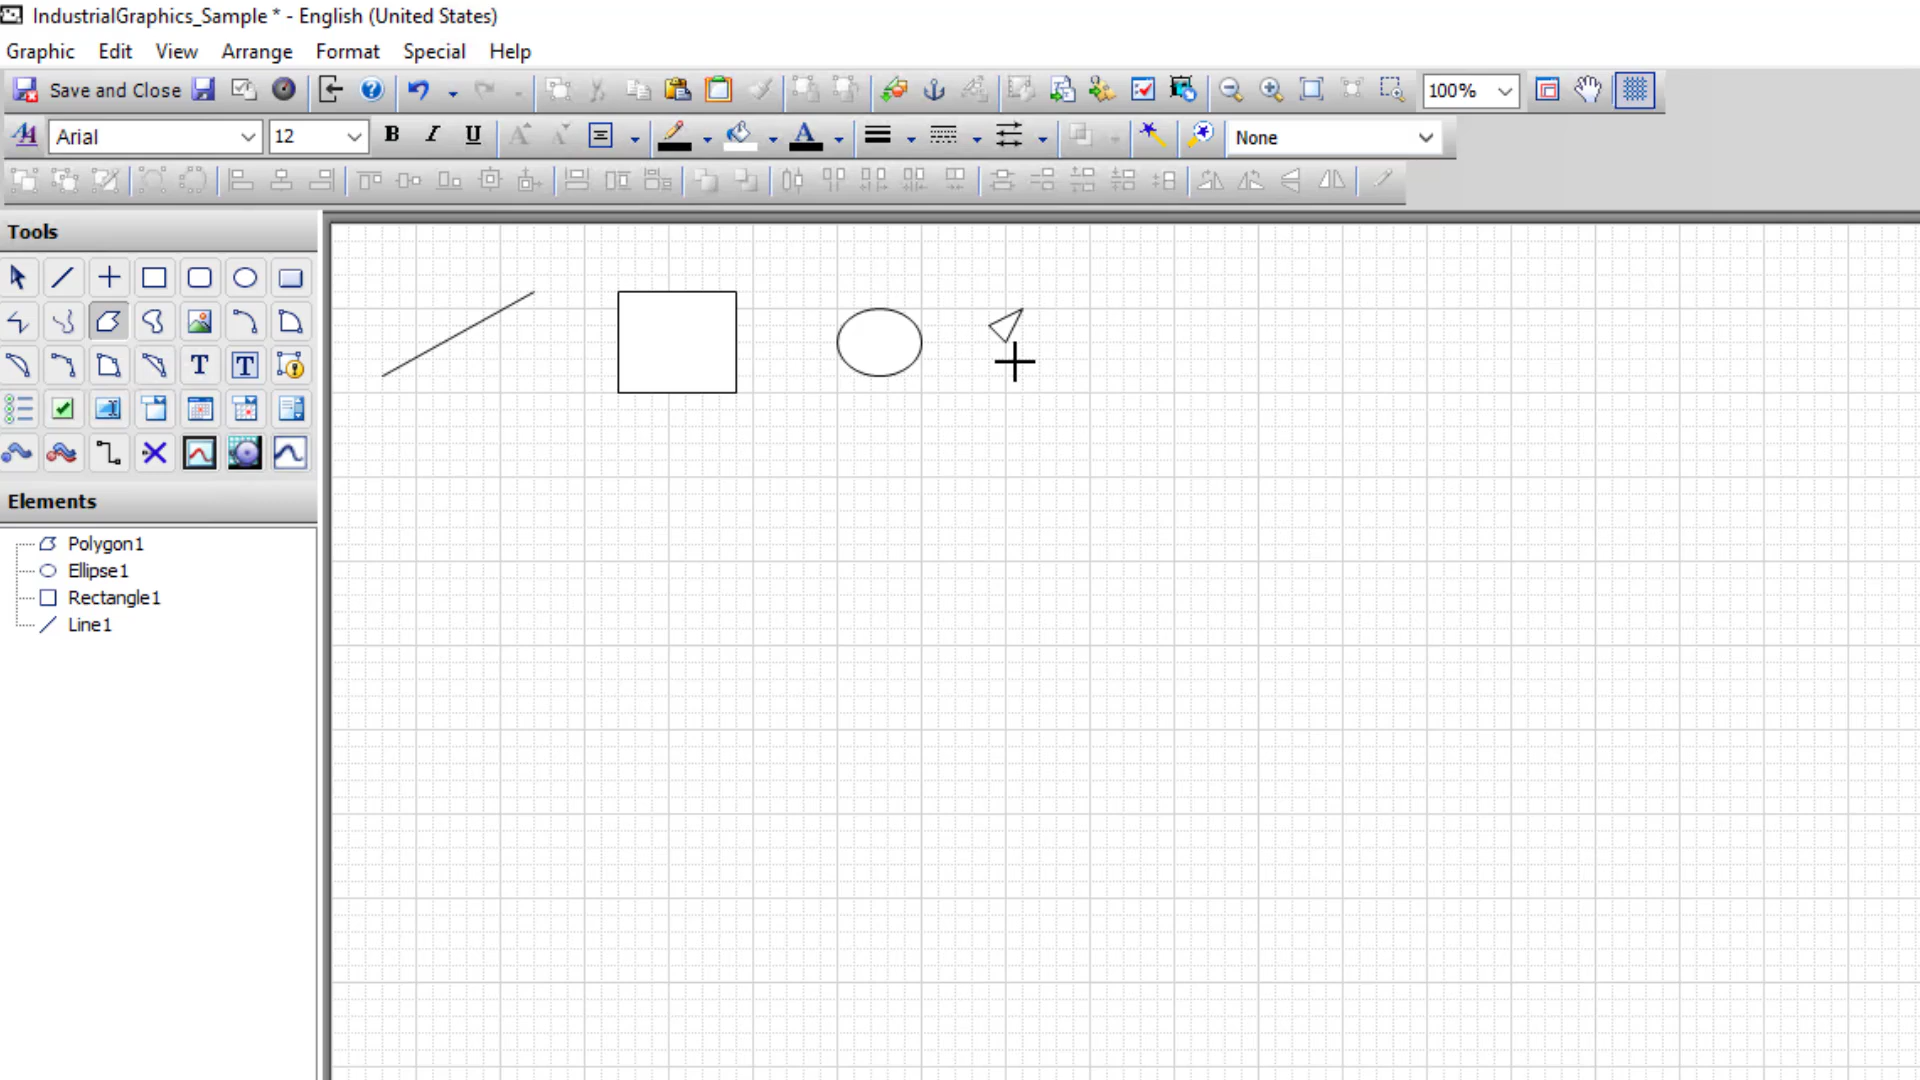 IndustrialGraphics_Sample * - English (United States)
Graphic Edit View Arrange Format Special Help
Save and Close 100%
Arial 12 B I U A None
Tools
T T
Elements
Polygon1
Ellipse1
Rectangle1
Line1